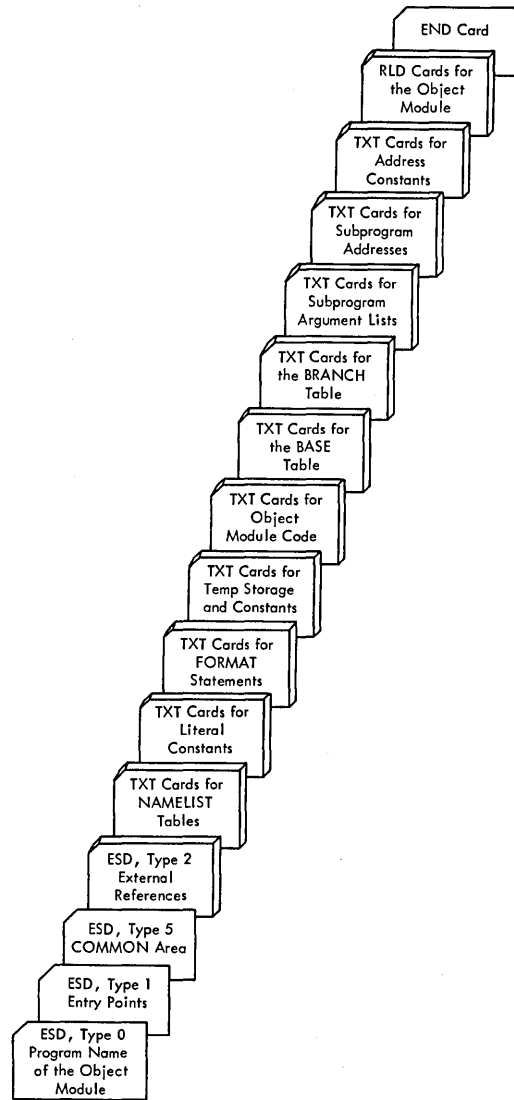 END Card
RLD Cards for
the Object
Module
TXT Cards for
Address
Constants
TXT Cards for
Subprogram
Addresses
TXT Cards for
Subprogram
Argument Lists
TXT Cards for
the BRANCH
Table
TXT Cards for
the BASE
Table
TXT Cards for
Object
Module Code
TXT Cards for
Temp Storage
and Constants
TXT Cards for
FORMAT
Statements
TXT Cards for
Literal
Constants
TXT Cards for
NAMELIST
Tables
ESD, Type 2
External
References
ESD, Type 5
COMMON Area
ESD, Type 1
Entry Points
ESD, Type 0
Program Name
of the Object
Module